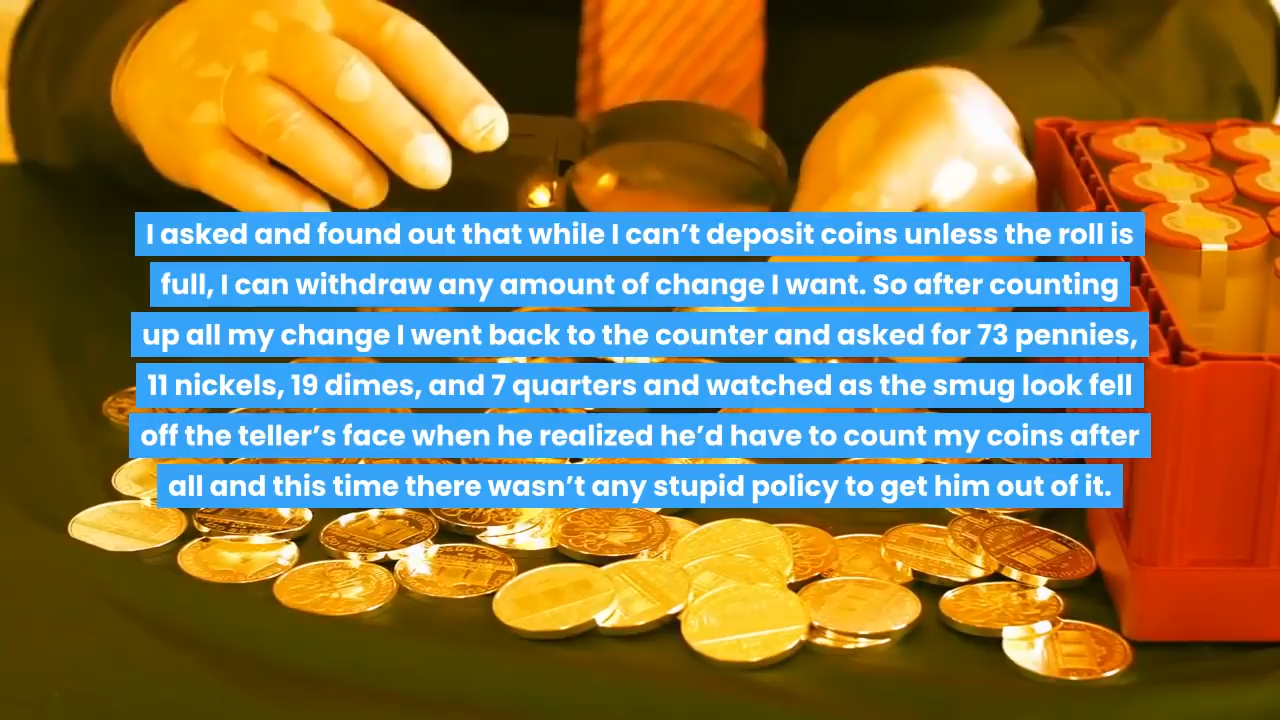 I asked and found out that while I can’t deposit coins unless the roll is
full, I can withdraw any amount of change I want. So after counting
up all my change I went back to the counter and asked for 73 pennies,
11 nickels, 19 dimes, and 7 quarters and watched as the smug look fell
off the teller’s face when he realized he’d have to count my coins after
all and this time there wasn’t any stupid policy to get him out of it.